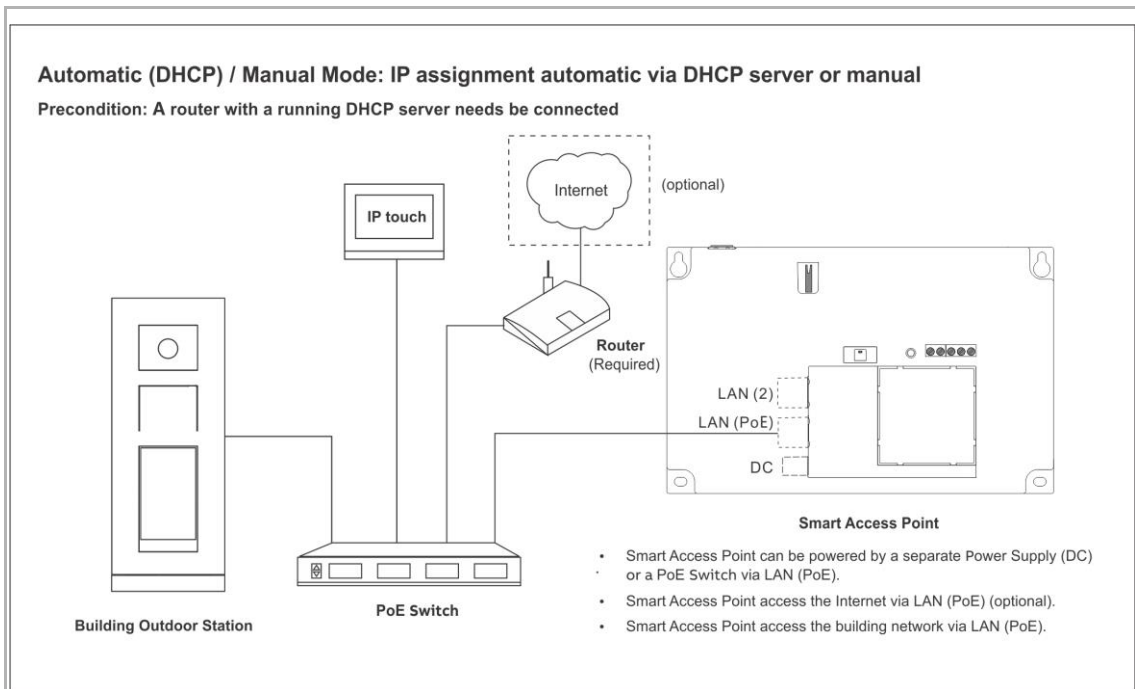 Automatic (DHCP) / Manual Mode: IP assignment automatic via DHCP server or manual
Precondition: A router with a running DHCP server needs be connected
Internet
(optional)
IP touch
Router
(Required)
LAN (2)
LAN (PoE)
DC
Smart Access Point
PoE Switch
Building Outdoor Station
• Smart Access Point can be powered by a separate Power Supply (DC)
or a PoE Switch via LAN (PoE).
• Smart Access Point access the Internet via LAN (PoE) (optional).
• Smart Access Point access the building network via LAN (PoE).